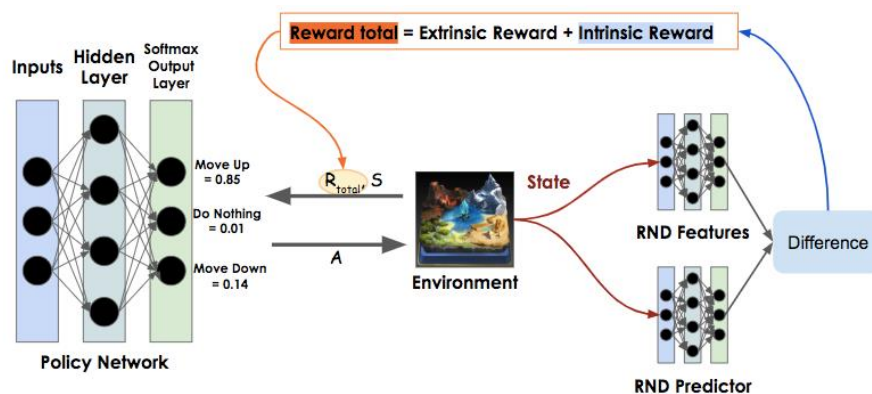 Reward total = Extrinsic Reward + Intrinsic Reward
Inputs
Hidden
Layer
Softmax
Output
Layer
Move Up
= 0.85
Do Nothing
= 0.01
Move Down
= 0.14
Policy Network
R total, S
A
Environment
State
RND Features
RND Predictor
Difference